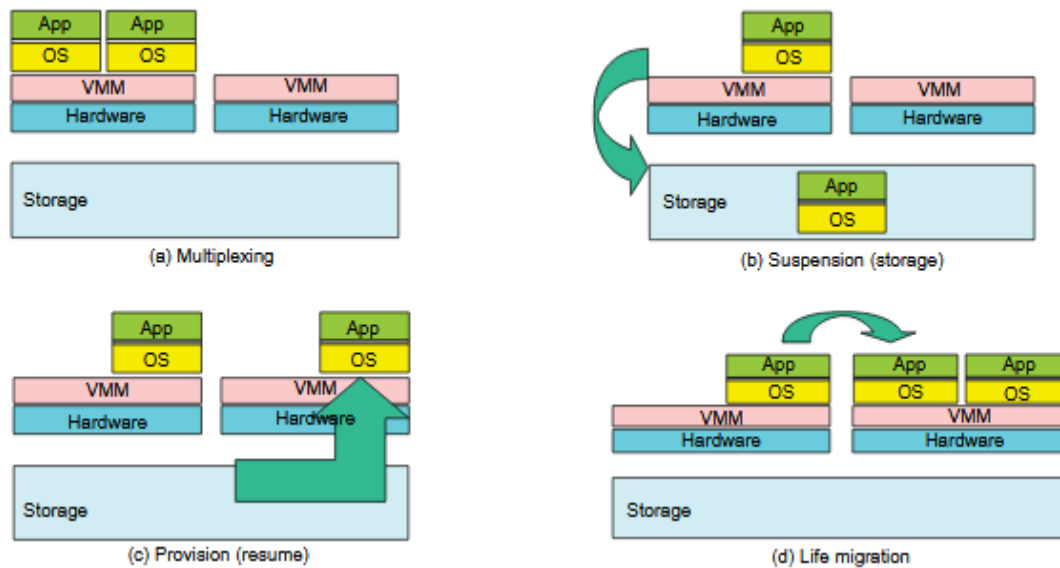 App App
OS OS
VMM VMM
Hardware Hardware
Storage
(a) Multiplexing
App
OS
VMM VMM
Hardware Hardware
App
Storage
OS
(b) Suspension (storage)
App App
OS OS
VMM VMM
Hardware Hardware
Storage
(c) Provision (resume)
App App App
OS OS OS
VMM VMM
Hardware Hardware
Storage
(d) Life migration